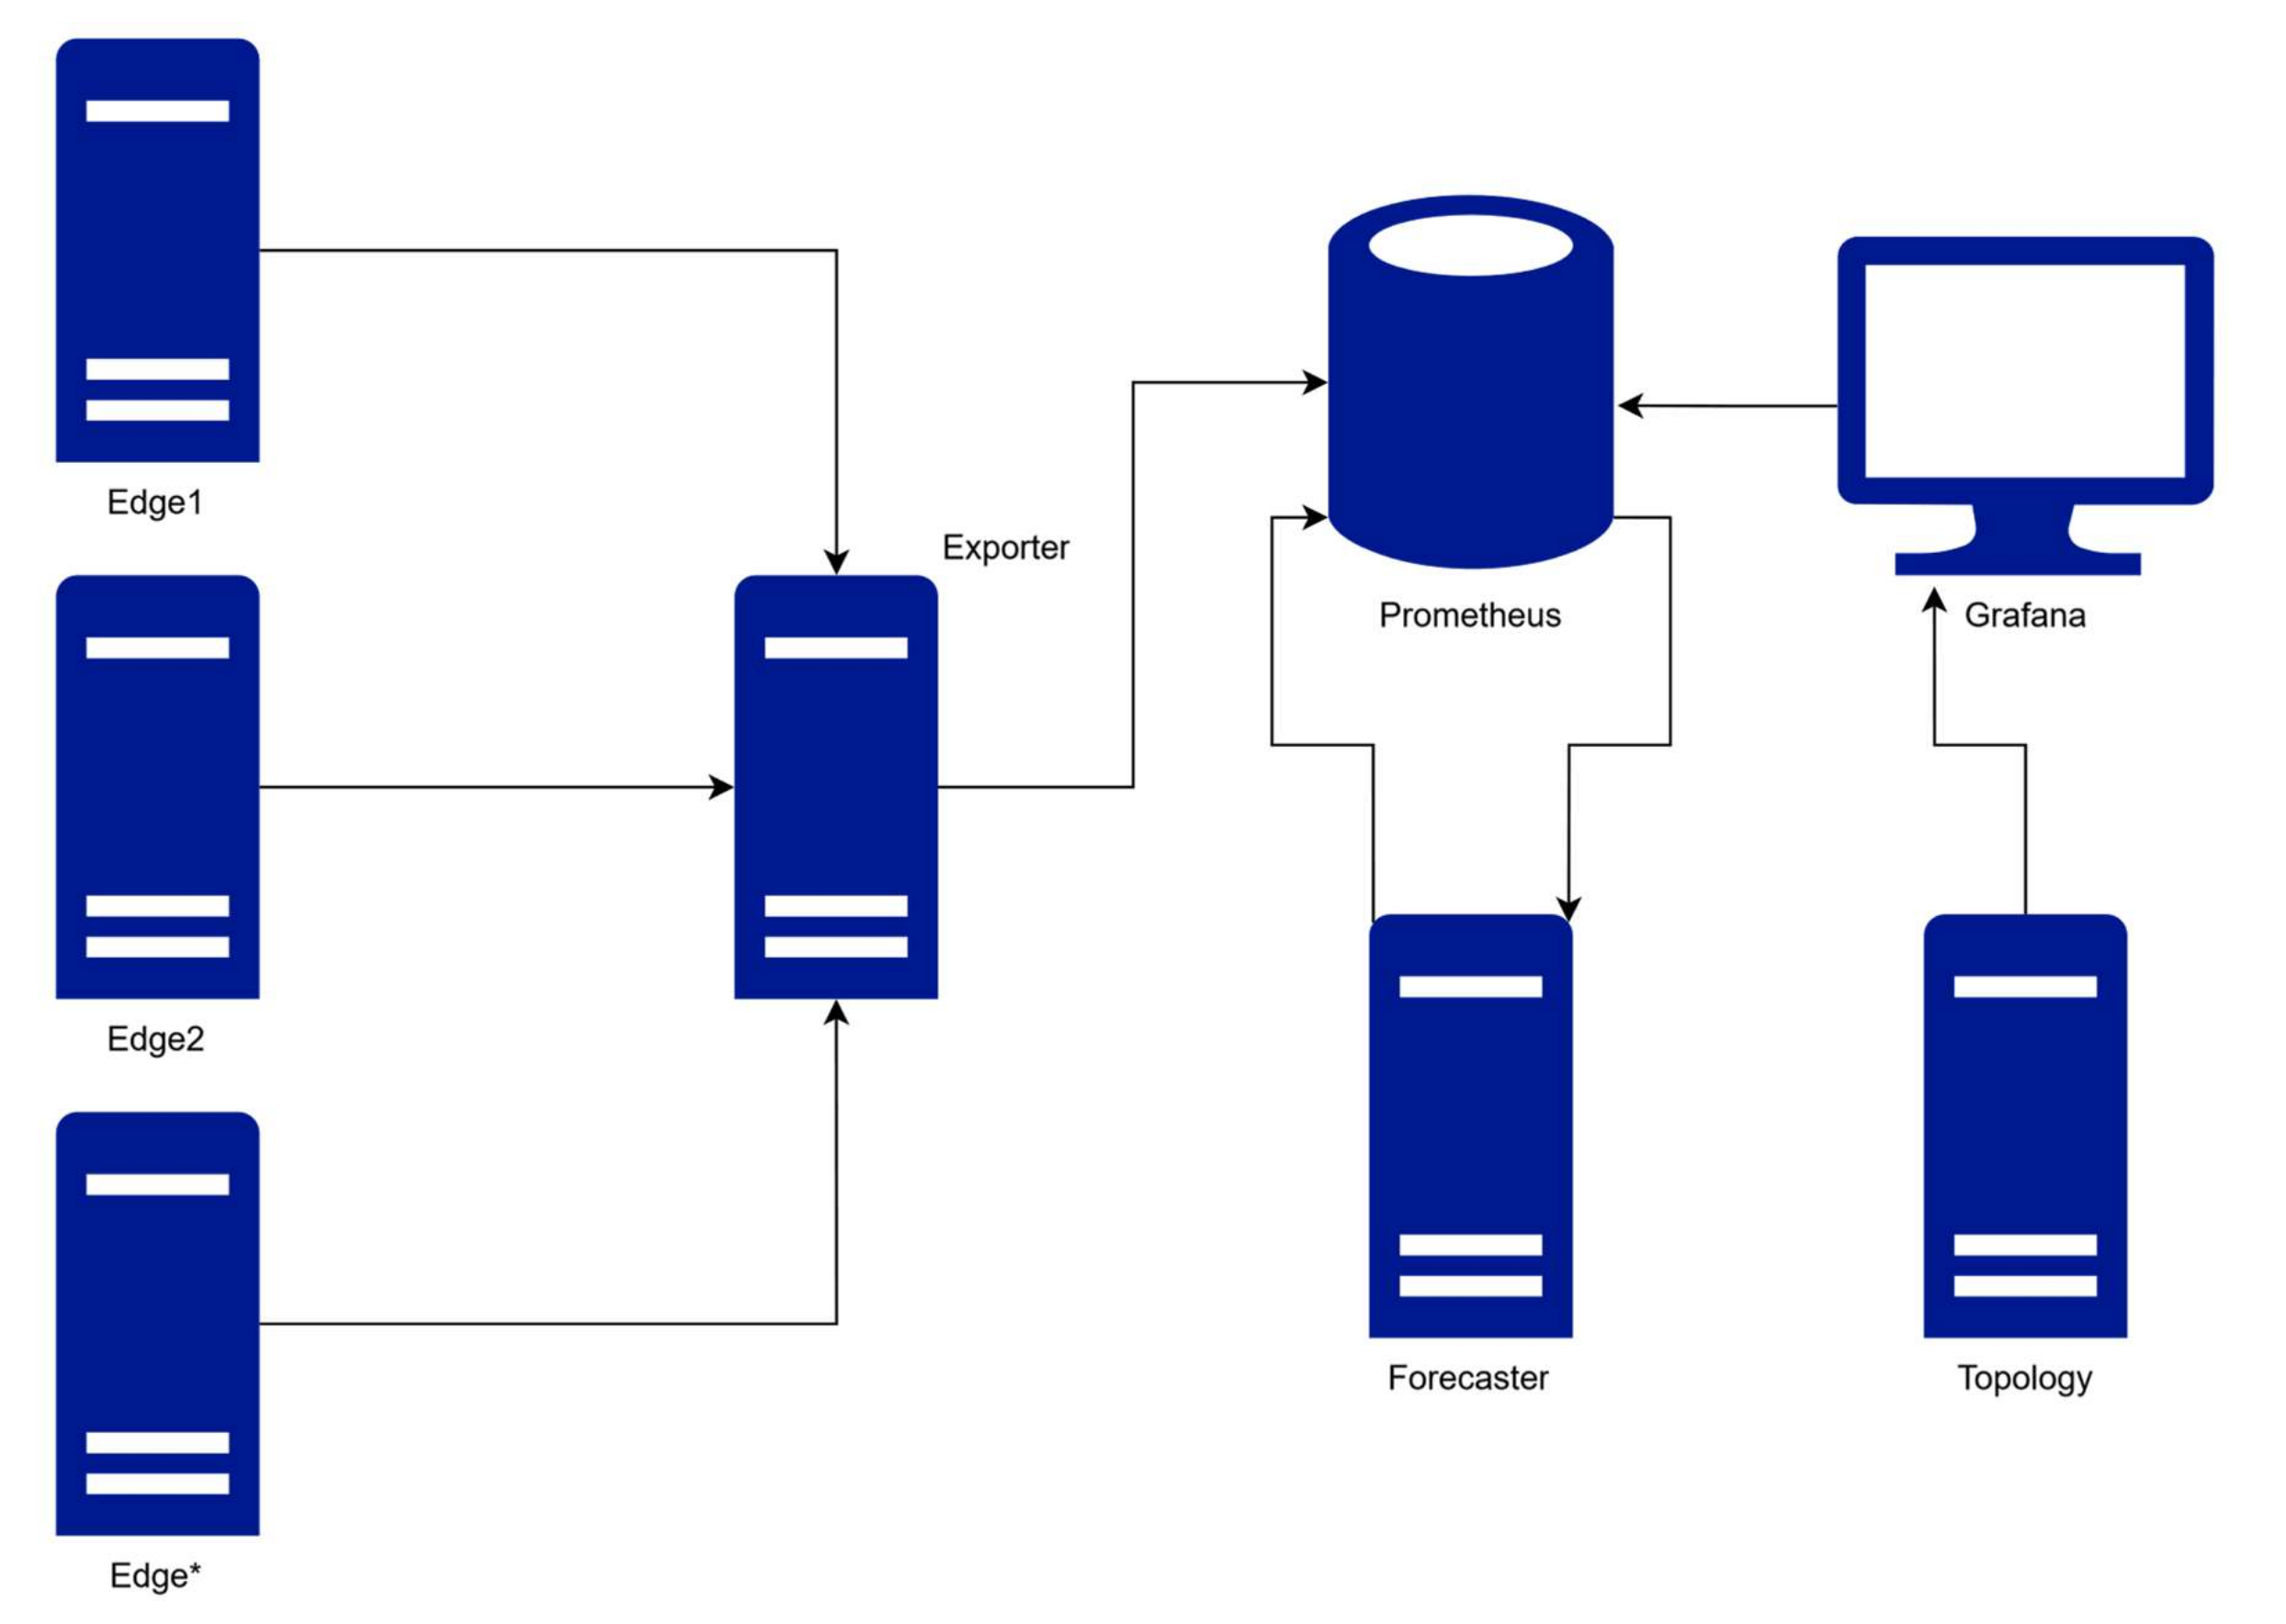 Edge1
Exporter
Prometheus
Grafana
Edge2
Forecaster
Topology
Edge*